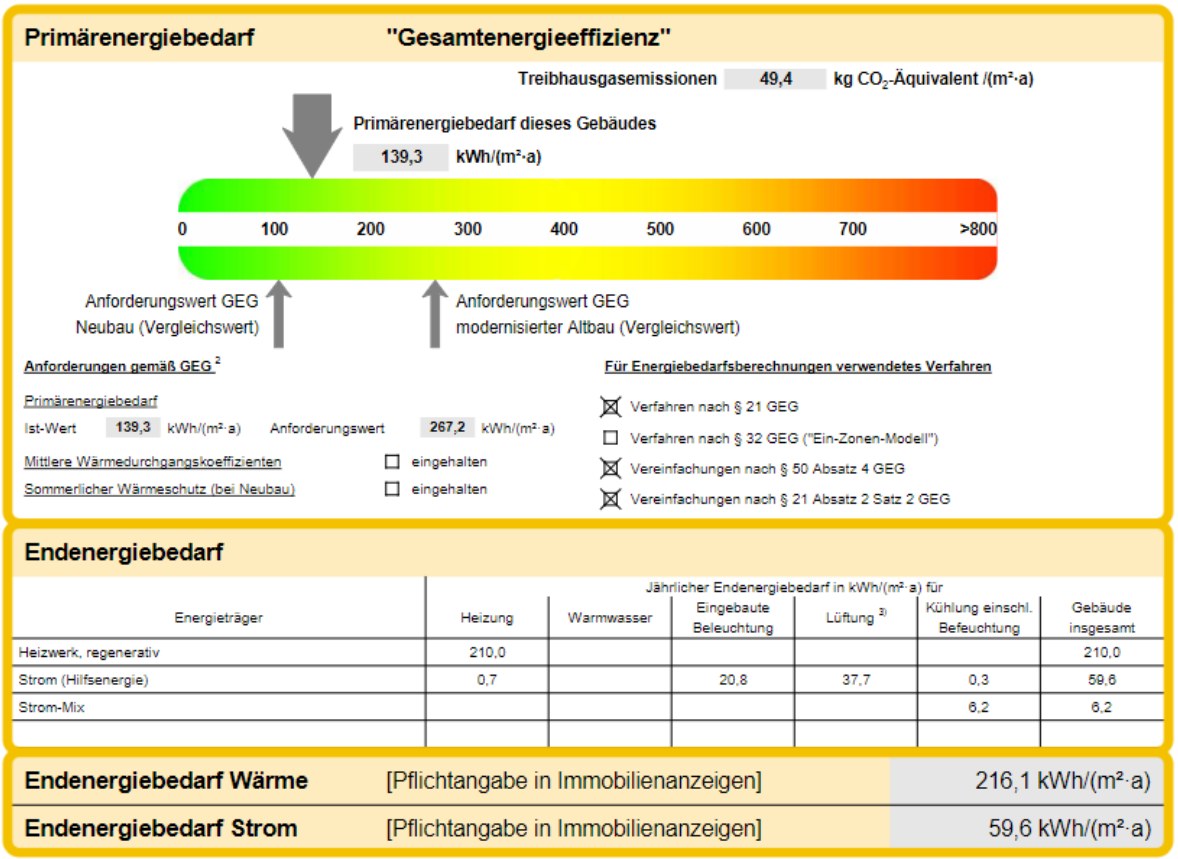 Primärenergiebedarf "Gesamtenergieeffizienz"
Treibhausgasemissionen 49,4 kg CO₂-Äquivalent /(m²·a)
Primärenergiebedarf dieses Gebäudes
139,3 kWh/(m²·a)
0 100 200 300 400 500 600 700 >800
Anforderungswert GEG
Neubau (Vergleichswert)
Anforderungswert GEG
modernisierter Altbau (Vergleichswert)
Anforderungen gemäß GEG ²
Primärenergiebedarf
Ist-Wert 139,3 kWh/(m²·a) Anforderungswert 267,2 kWh/(m²·a)
Mittlere Wärmedurchgangskoeffizienten ☐ eingehalten
Sommerlicher Wärmeschutz (bei Neubau) ☐ eingehalten
Für Energiebedarfsberechnungen verwendetes Verfahren
☒ Verfahren nach § 21 GEG
☐ Verfahren nach § 32 GEG ("Ein-Zonen-Modell")
☒ Vereinfachungen nach § 50 Absatz 4 GEG
☒ Vereinfachungen nach § 21 Absatz 2 Satz 2 GEG
Endenergiebedarf
Jährlicher Endenergiebedarf in kWh/(m²·a) für
Energieträger Heizung Warmwasser Eingebaute Beleuchtung Lüftung ³⁾ Kühlung einschl. Befeuchtung Gebäude insgesamt
Heizwerk, regenerativ 210,0 210,0
Strom (Hilfsenergie) 0,7 20,8 37,7 0,3 59,6
Strom-Mix 6,2 6,2
Endenergiebedarf Wärme [Pflichtangabe in Immobilienanzeigen] 216,1 kWh/(m²·a)
Endenergiebedarf Strom [Pflichtangabe in Immobilienanzeigen] 59,6 kWh/(m²·a)